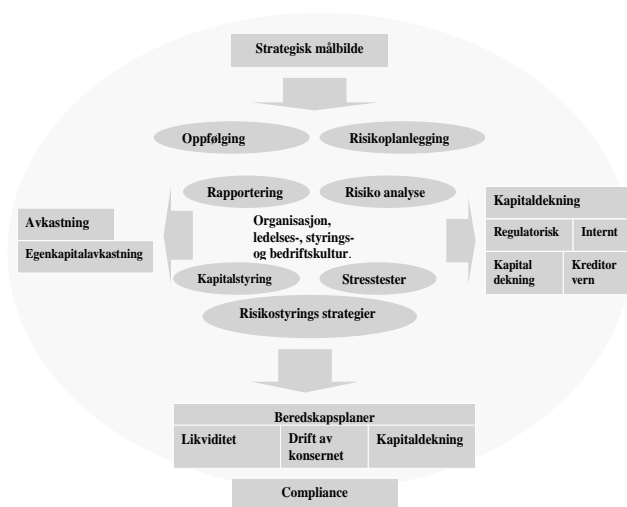 Strategisk målbilde
Oppfølging
Risikoplanlegging
Rapportering
Risiko analyse
Organisasjon,
ledelses-, styrings-
og bedriftskultur.
Avkastning
Egenkapitalavkastning
Kapitaldekning
Regulatorisk
Internt
Kapital
dekning
Kreditor
vern
Kapitalstyring
Stresstester
Risikostyrings strategier
Beredskapsplaner
Likviditet
Drift av
konsernet
Kapitaldekning
Compliance